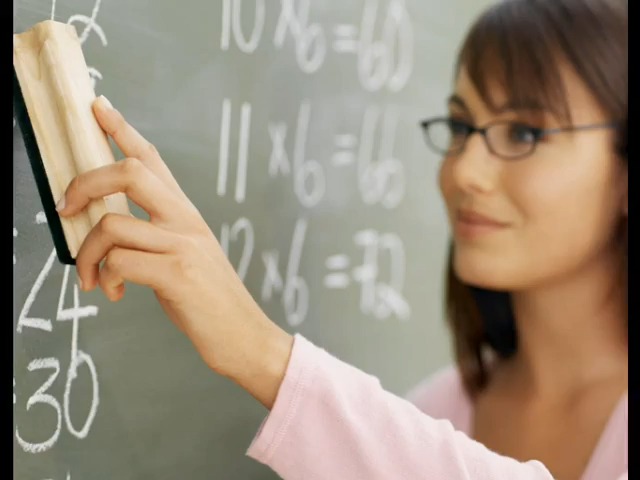 10 x 6 = 60
11 x 6 = 66
12 x 6 = 72
24
30